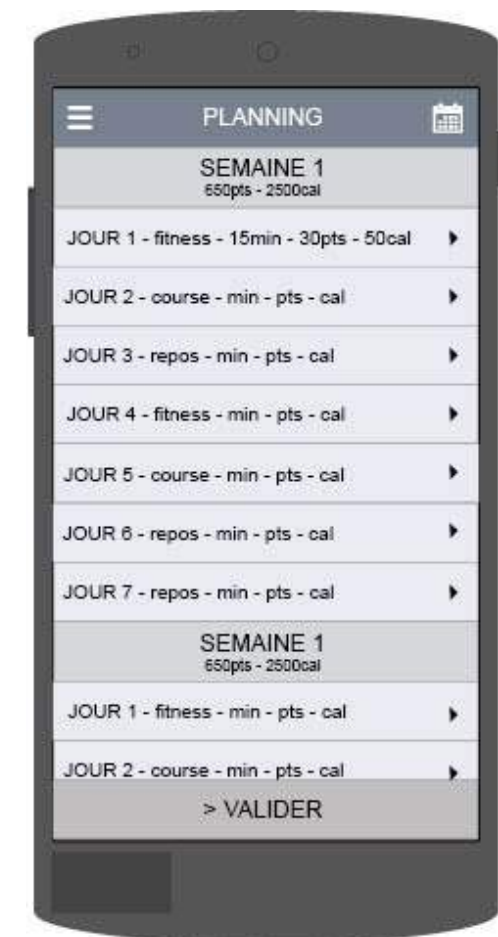 PLANNING
SEMAINE 1
650pts - 2500cal
JOUR 1 - fitness - 15min - 30pts - 50cal
JOUR 2 - course - min - pts - cal
JOUR 3 - repos - min - pts - cal
JOUR 4 - fitness - min - pts - cal
JOUR 5 - course - min - pts - cal
JOUR 6 - repos - min - pts - cal
JOUR 7 - repos - min - pts - cal
SEMAINE 1
650pts - 2500cal
JOUR 1 - fitness - min - pts - cal
JOUR 2 - course - min - pts - cal
> VALIDER